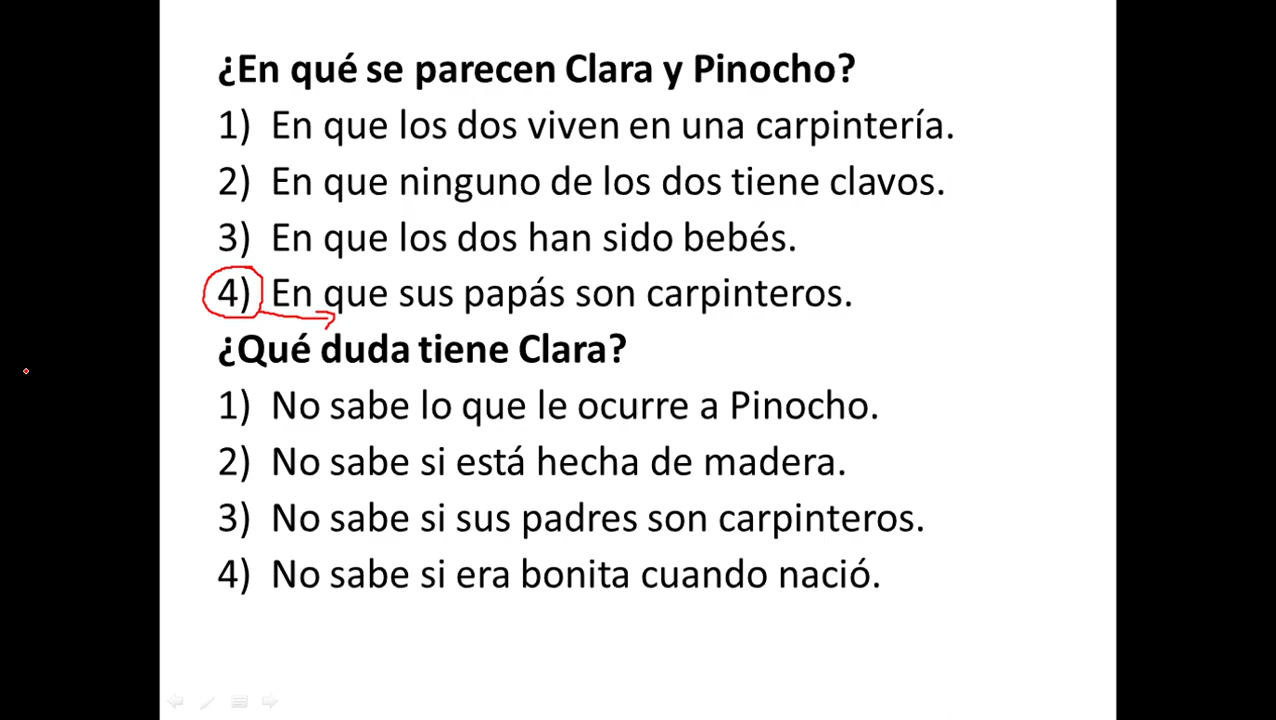 ¿En qué se parecen Clara y Pinocho?
1) En que los dos viven en una carpintería.
2) En que ninguno de los dos tiene clavos.
3) En que los dos han sido bebés.
4) En que sus papás son carpinteros.
¿Qué duda tiene Clara?
1) No sabe lo que le ocurre a Pinocho.
2) No sabe si está hecha de madera.
3) No sabe si sus padres son carpinteros.
4) No sabe si era bonita cuando nació.